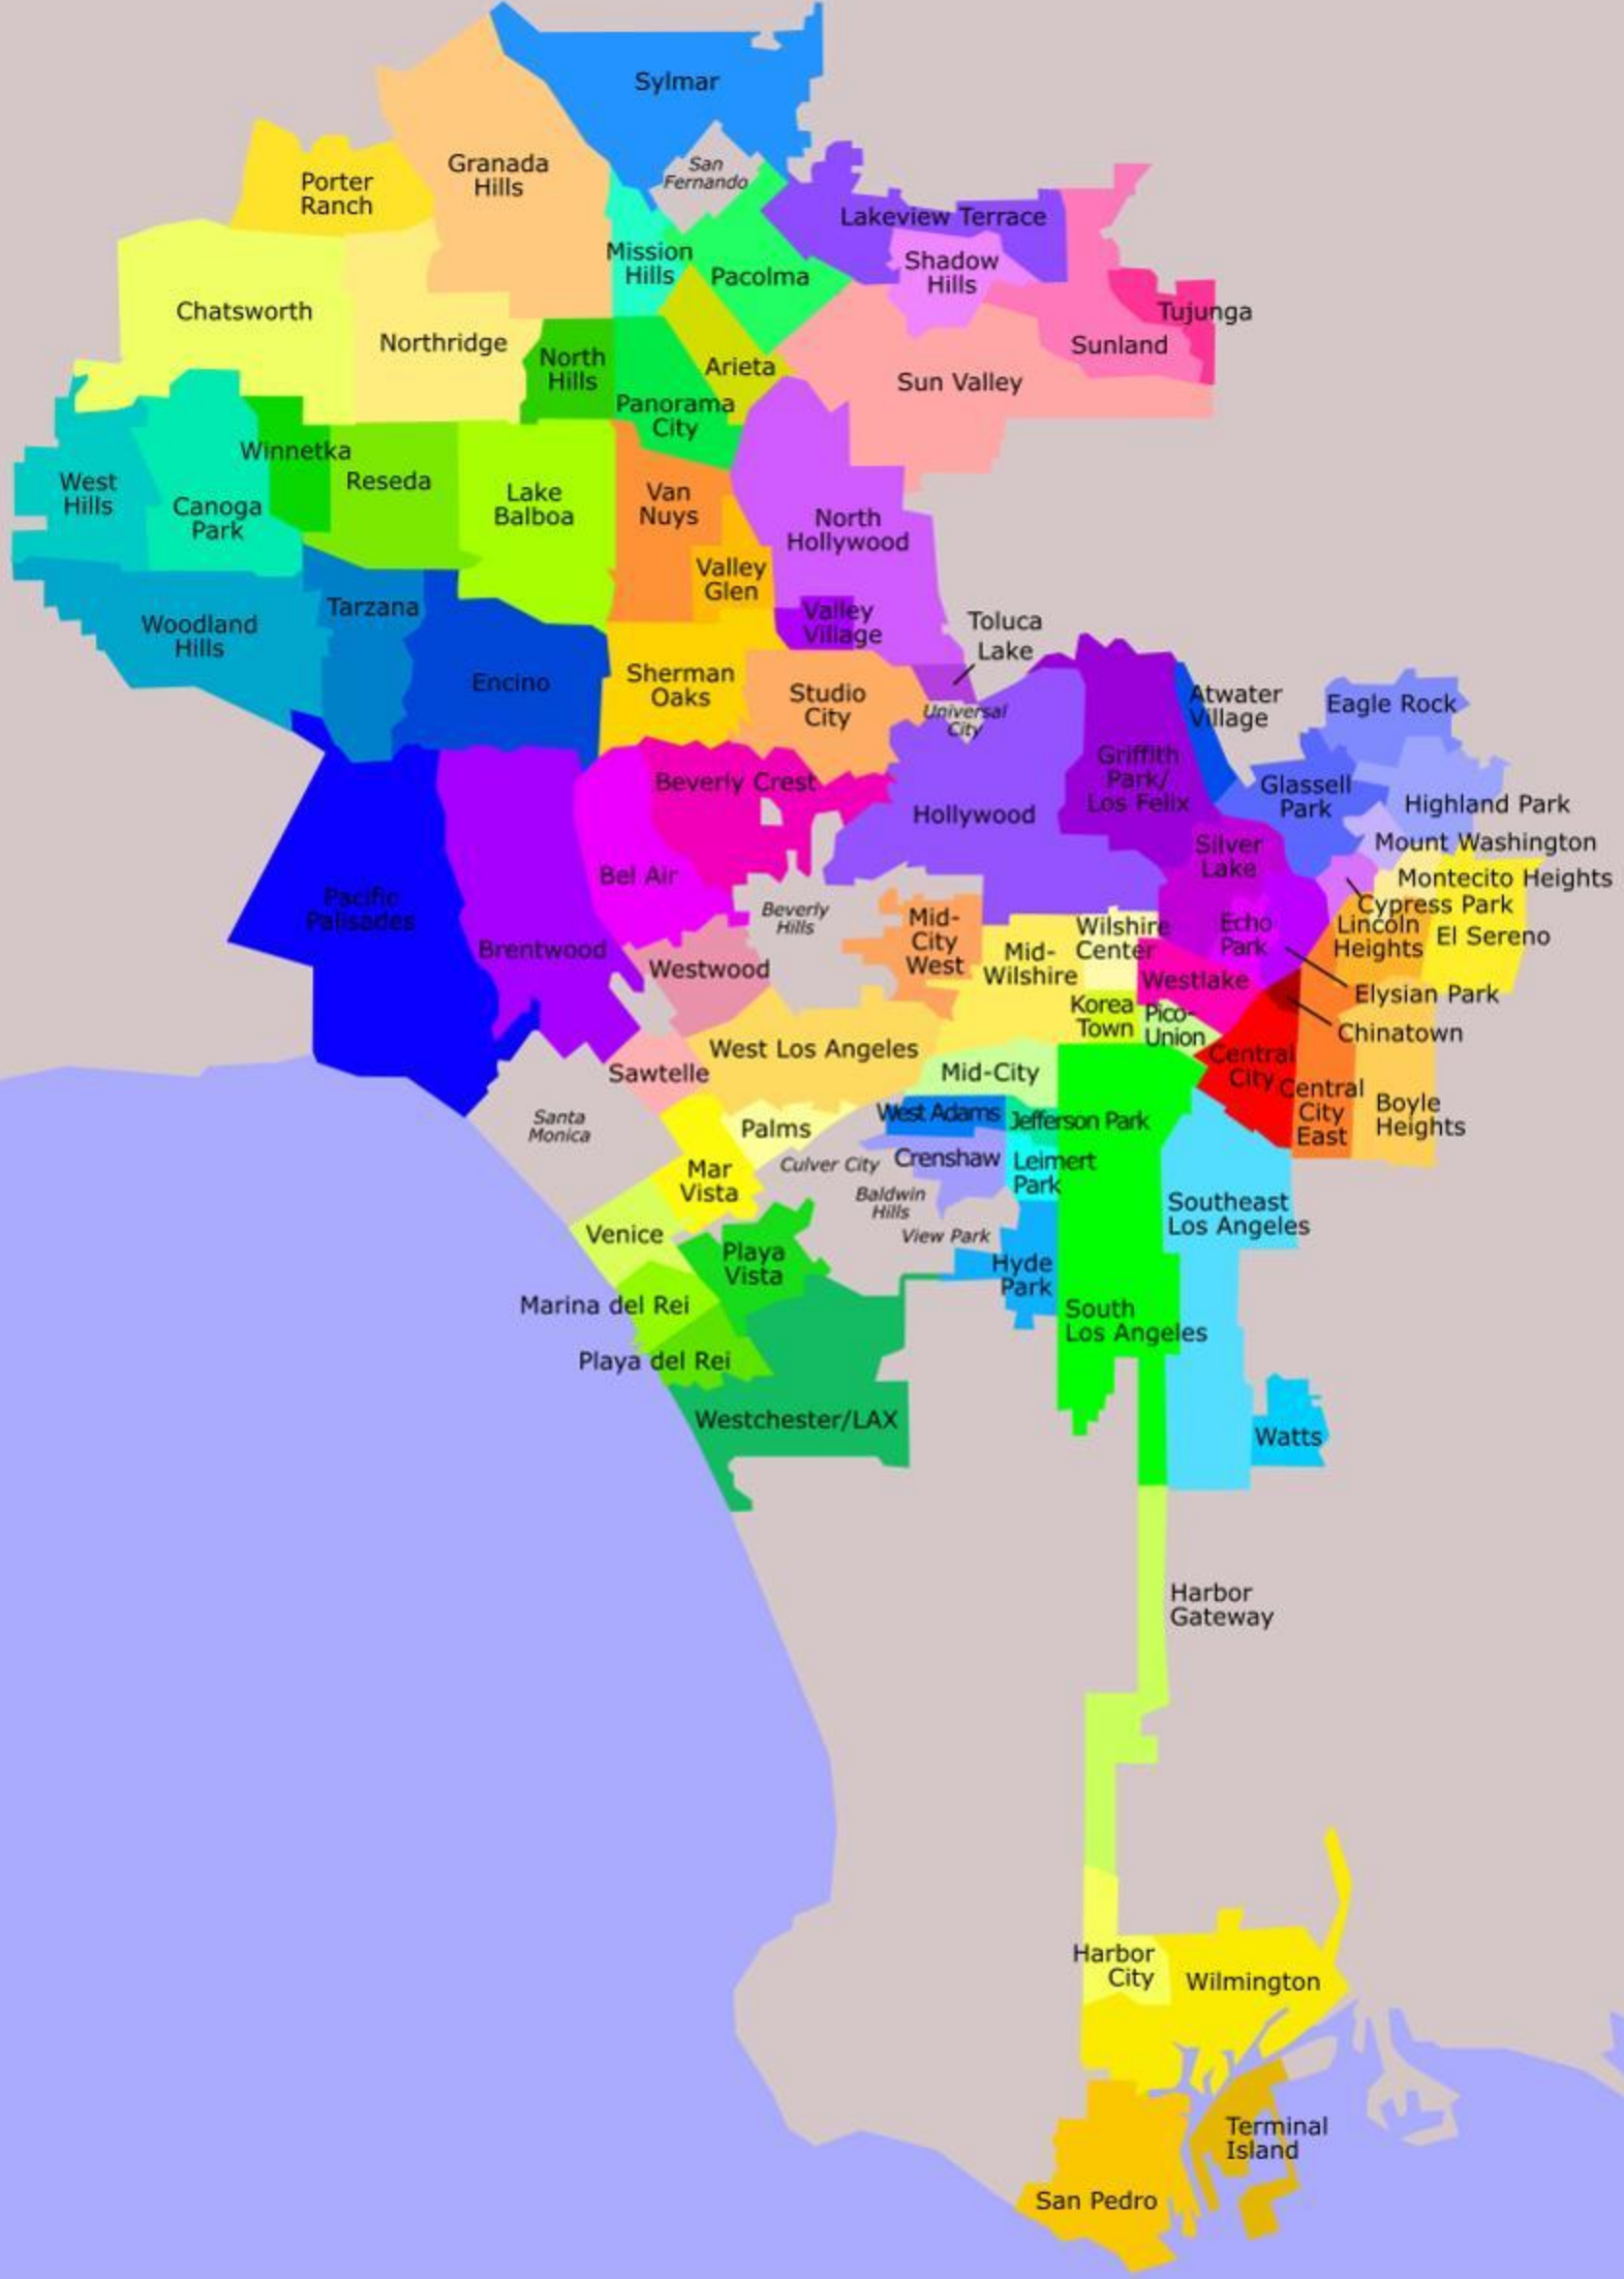 Sylmar
San
Fernando
Granada
Hills
Porter
Ranch
Lakeview Terrace
Mission
Hills
Pacolma
Shadow
Hills
Chatsworth
Northridge
Tujunga
Sunland
North
Hills
Arieta
Sun Valley
Panorama
City
Winnetka
West
Hills
Canoga
Park
Reseda
Lake
Balboa
Van
Nuys
North
Hollywood
Valley
Glen
Woodland
Hills
Tarzana
Valley
Village
Toluca
Lake
Encino
Sherman
Oaks
Studio
City
Universal
City
Atwater
Village
Eagle Rock
Griffith
Park/
Los Felix
Beverly Crest
Hollywood
Glassell
Park
Highland Park
Mount Washington
Silver
Lake
Bel Air
Montecito Heights
Cypress Park
Pacific
Palisades
Brentwood
Beverly
Hills
Mid-
City
West
Mid-
Wilshire
Wilshire
Center
Echo
Park
Lincoln
Heights
El Sereno
Westwood
Westlake
Elysian Park
Korea
Town
Pico-
Union
Chinatown
West Los Angeles
Sawtelle
Mid-City
Central
City
Central
City
East
Boyle
Heights
Santa
Monica
Palms
West Adams
Jefferson Park
Mar
Vista
Culver City
Crenshaw
Leimert
Park
Baldwin
Hills
View Park
Southeast
Los Angeles
Venice
Playa
Vista
Hyde
Park
Marina del Rei
South
Los Angeles
Playa del Rei
Westchester/LAX
Watts
Harbor
Gateway
Harbor
City
Wilmington
Terminal
Island
San Pedro